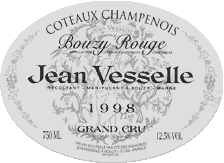 COTEAUX CHAMPENOIS
Bouzy Rouge
Jean Vesselle
RÉCOLTANT - MANIPULANT A BOUZY - MARNE
1998
GRAND CRU
750 ML
12,5% VOL.